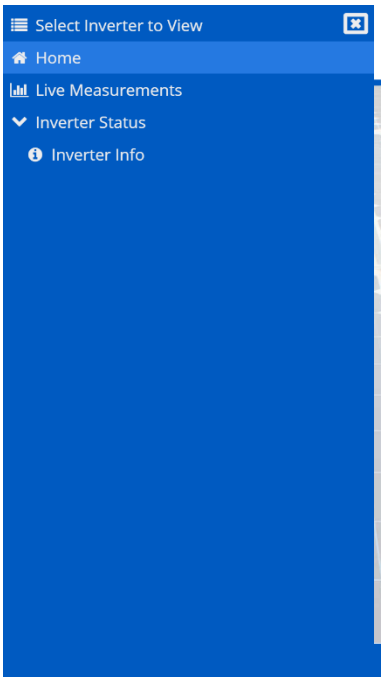 Select Inverter to View
Home
Live Measurements
Inverter Status
Inverter Info